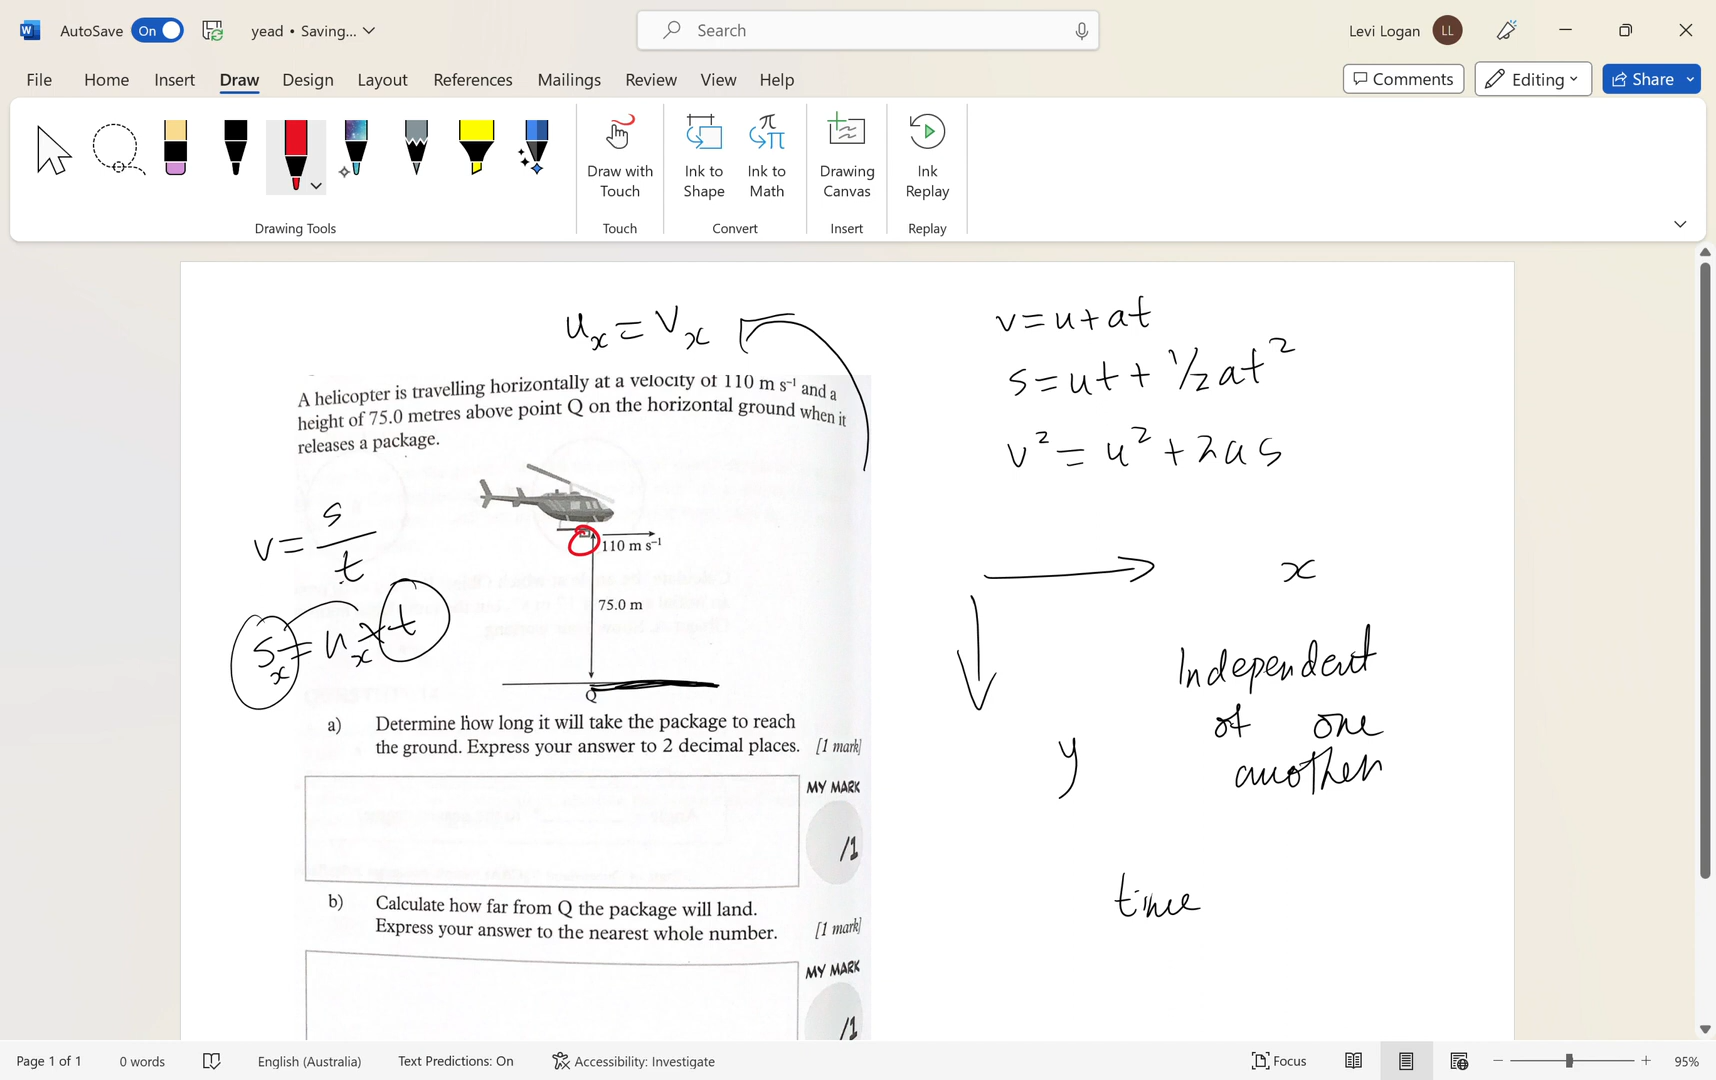 AutoSave On yead • Saving... Search Levi Logan LL
File Home Insert Draw Design Layout References Mailings Review View Help Comments Editing Share
Draw with Touch
Ink to Shape
Ink to Math
Drawing Canvas
Ink Replay
Drawing Tools Touch Convert Insert Replay
uₓ = vₓ
v = u + at
s = ut + ½at²
v² = u² + 2as
A helicopter is travelling horizontally at a velocity of 110 m s⁻¹ and a
height of 75.0 metres above point Q on the horizontal ground when it
releases a package.
110 m s⁻¹
75.0 m
Q
v = s/t
sₓ = uₓ × t
x
y
Independent
of one
another
time
a) Determine how long it will take the package to reach
the ground. Express your answer to 2 decimal places. [1 mark]
MY MARK
/1
b) Calculate how far from Q the package will land.
Express your answer to the nearest whole number. [1 mark]
MY MARK
/1
Page 1 of 1 0 words English (Australia) Text Predictions: On Accessibility: Investigate Focus 95%